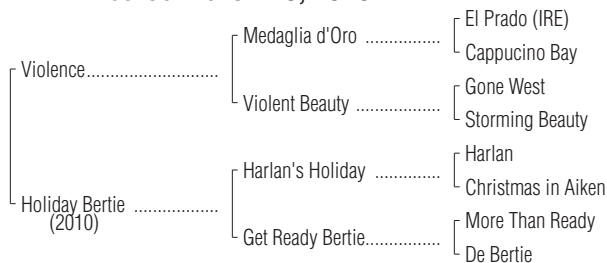 El Prado (IRE)
Medaglia d'Oro ..................
Cappucino Bay
Violence...........................
Gone West
Violent Beauty ..................
Storming Beauty
Harlan
Harlan's Holiday .................
Christmas in Aiken
Holiday Bertie ..................
(2010)
More Than Ready
Get Ready Bertie................
De Bertie